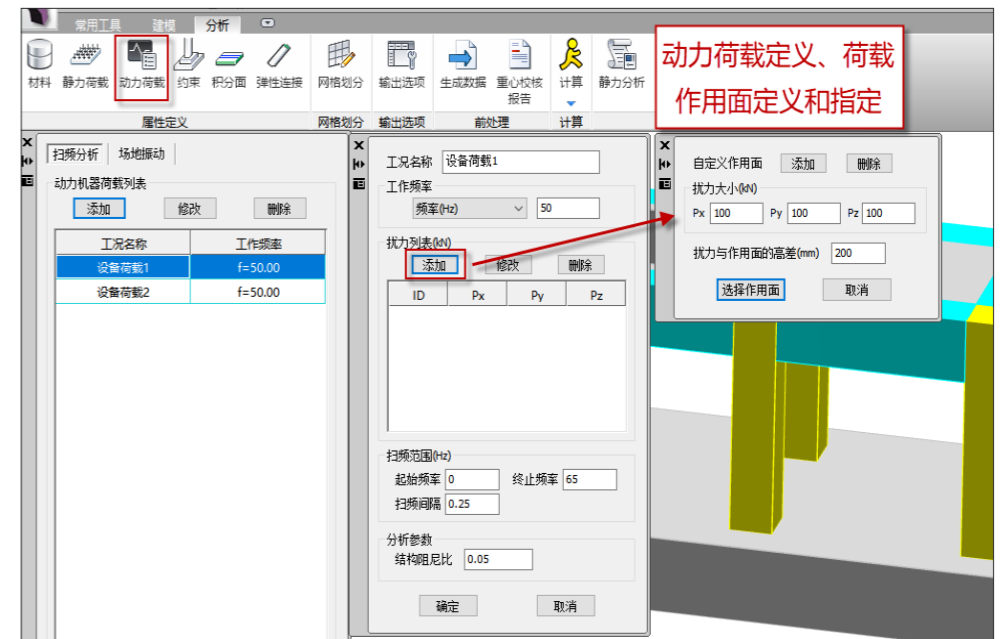 常用工具 建模 分析
材料 静力荷载 动力荷载 约束 积分面 弹性连接 网格划分 输出选项 生成数据 重心校核报告 计算 静力分析
属性定义 网格划分 输出选项 前处理 计算
动力荷载定义、荷载
作用面定义和指定
扫频分析 场地振动
动力机器荷载列表
添加 修改 删除
工况名称 工作频率
设备荷载1 f=50.00
设备荷载2 f=50.00
工况名称 设备荷载1
工作频率
频率(Hz) 50
扰力列表(kN)
添加 修改 删除
ID Px Py Pz
扫频范围(Hz)
起始频率 0 终止频率 65
扫频间隔 0.25
分析参数
结构阻尼比 0.05
确定 取消
自定义作用面 添加 删除
扰力大小(kN)
Px 100 Py 100 Pz 100
扰力与作用面的高差(mm) 200
选择作用面 取消